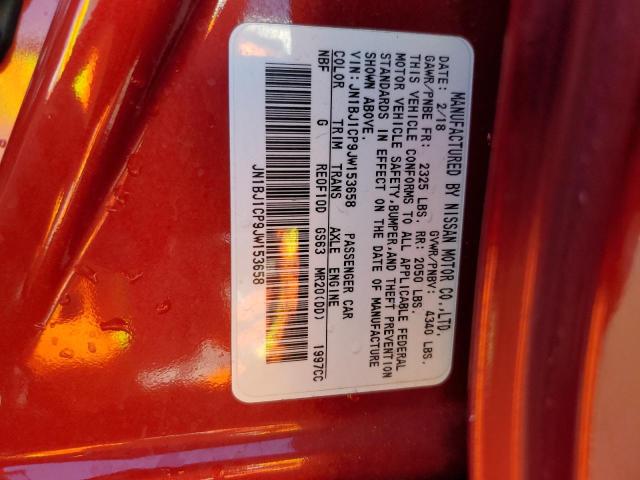 MANUFACTURED BY NISSAN MOTOR CO.,LTD.
DATE: 2/18 GVWR/PNBV: 4340 LBS.
GAWR/PNBE FR: 2325 LBS. RR: 2050 LBS.
THIS VEHICLE CONFORMS TO ALL APPLICABLE FEDERAL
MOTOR VEHICLE SAFETY,BUMPER,AND THEFT PREVENTION
STANDARDS IN EFFECT ON THE DATE OF MANUFACTURE
SHOWN ABOVE.
VIN:JN1BJ1CP9JW153658 PASSENGER CAR
COLOR TRIM TRANS AXLE ENGINE
NBF G RE0F10D GS63 MR20(DD) 1997CC
JN1BJ1CP9JW153658